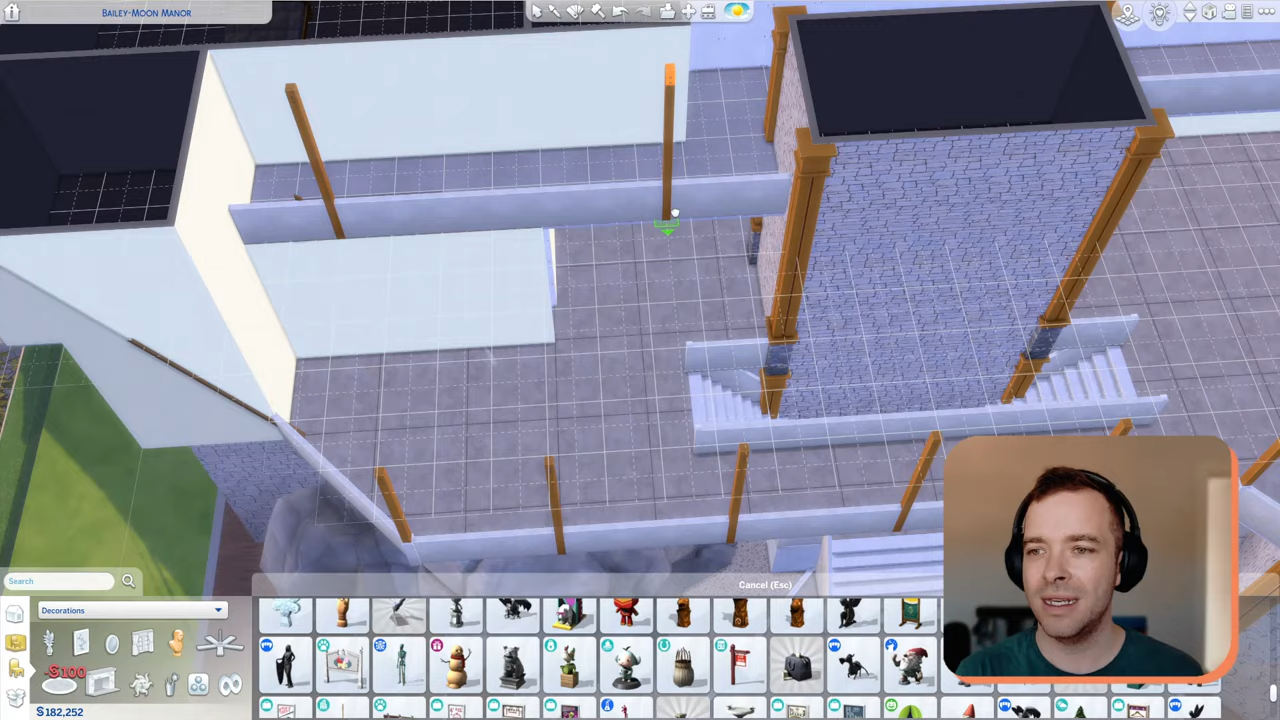 BAILEY-MOON MANOR
Cancel (Esc)
Search
Decorations
-$100
$182,252